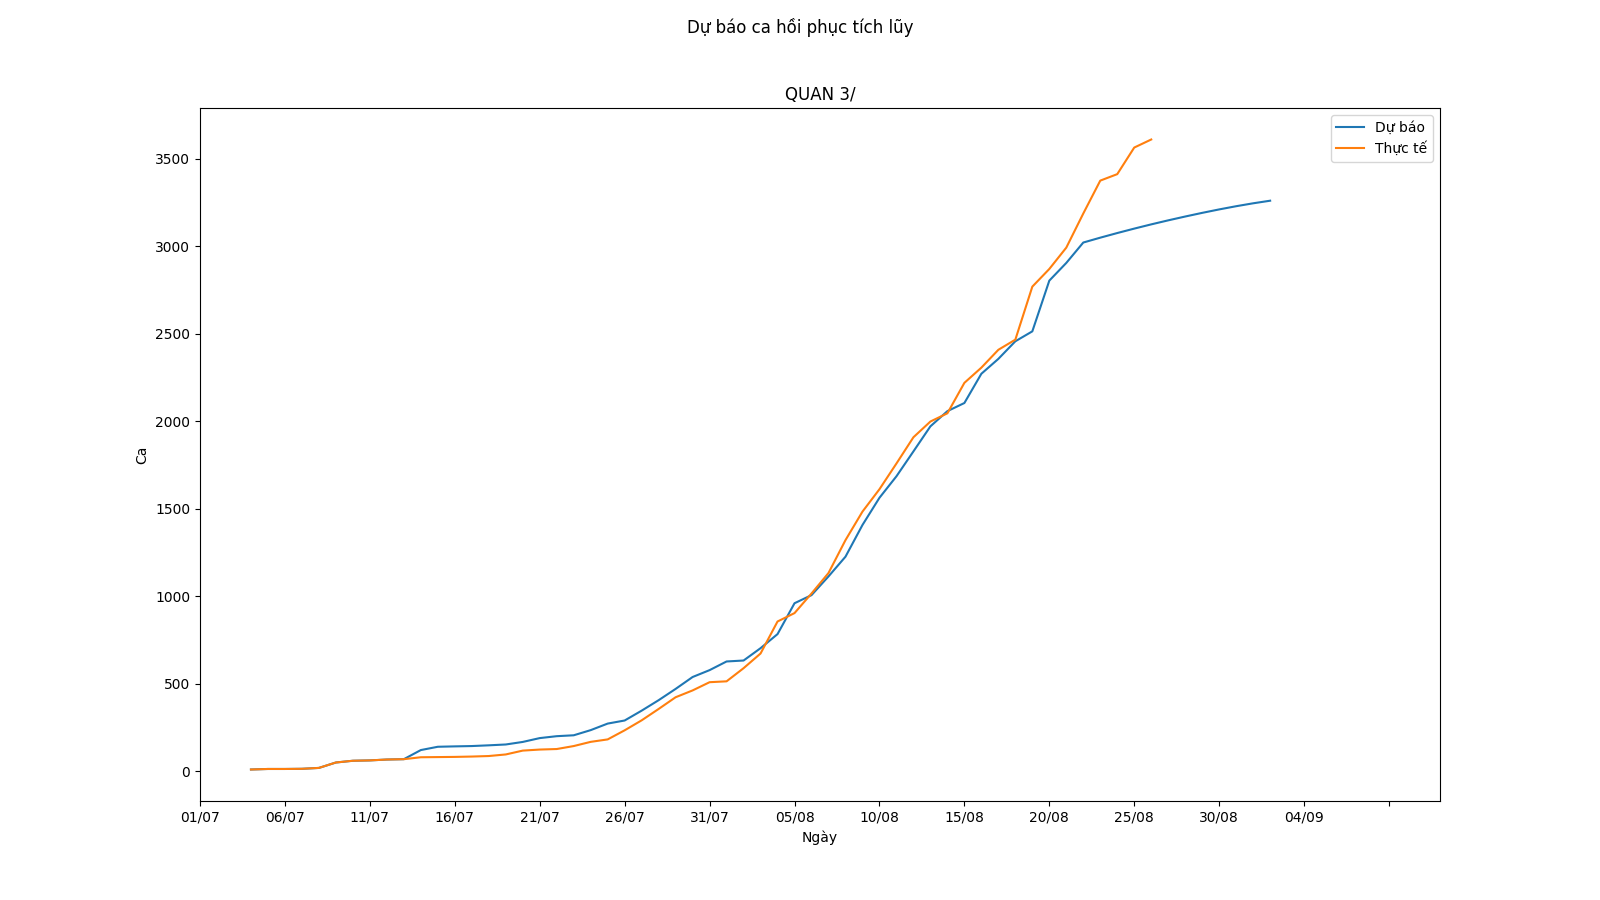 Dự báo ca hồi phục tích lũy
QUAN 3/
Dự báo
Thực tế
3500
3000
2500
2000
1500
1000
500
0
Ca
01/07 06/07 11/07 16/07 21/07 26/07 31/07 05/08 10/08 15/08 20/08 25/08 30/08 04/09
Ngày